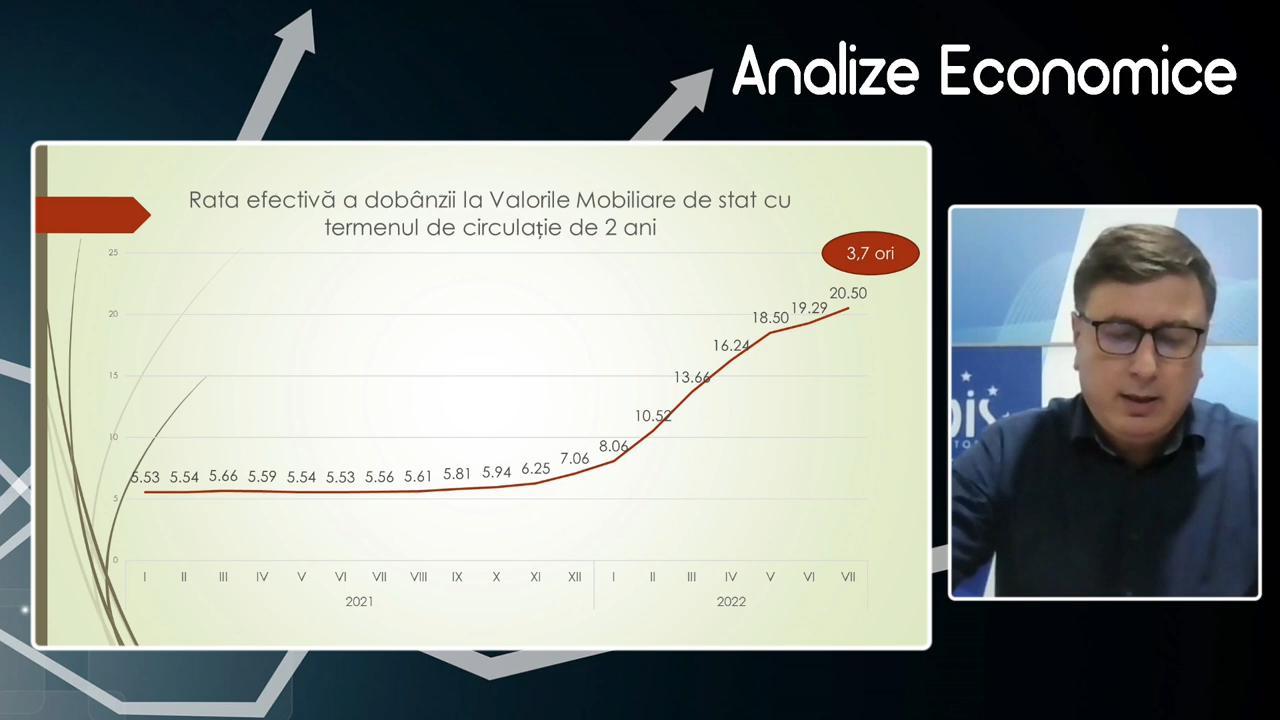 Analize Economice
Rata efectivă a dobânzii la Valorile Mobiliare de stat cu
termenul de circulație de 2 ani
3,7 ori
25
20
15
10
5
0
5.53 5.54 5.66 5.59 5.54 5.53 5.56 5.61 5.81 5.94 6.25 7.06 8.06 10.52 13.66 16.24 18.50 19.29 20.50
I II III IV V VI VII VIII IX X XI XII I II III IV V VI VII
2021 2022